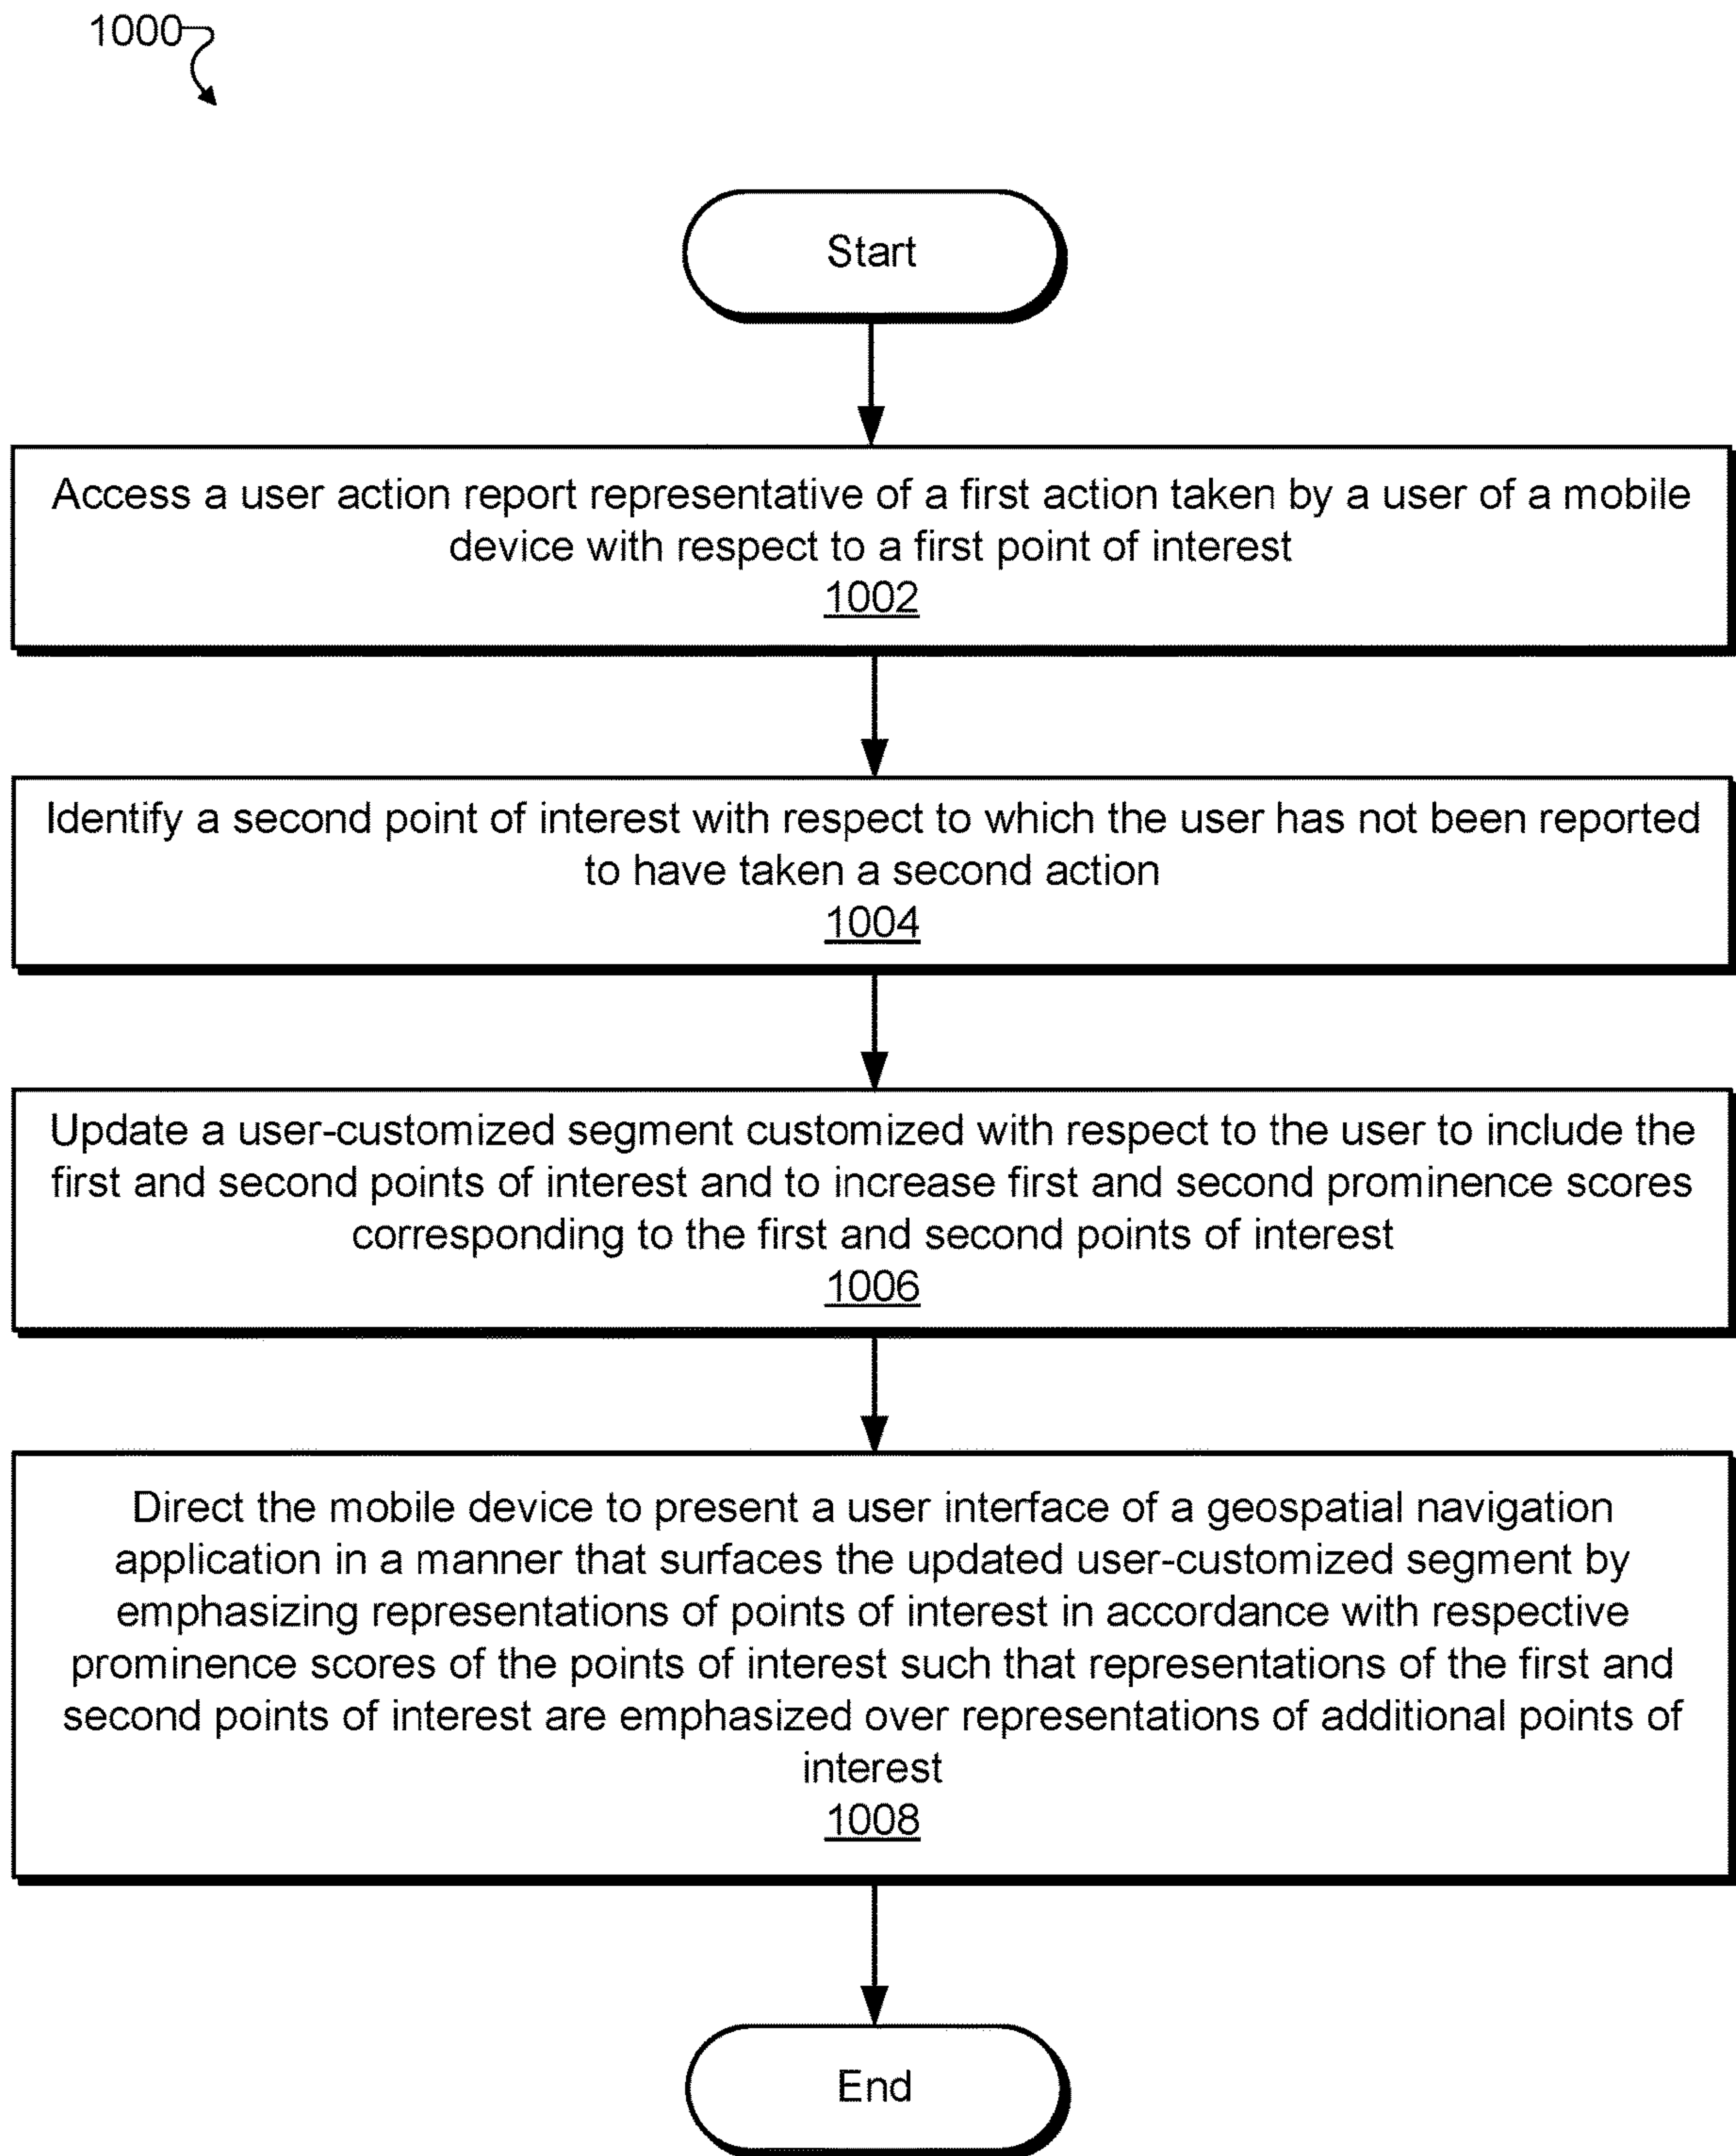 1000
Start
Access a user action report representative of a first action taken by a user of a mobile
device with respect to a first point of interest
1002
Identify a second point of interest with respect to which the user has not been reported
to have taken a second action
1004
Update a user-customized segment customized with respect to the user to include the
first and second points of interest and to increase first and second prominence scores
corresponding to the first and second points of interest
1006
Direct the mobile device to present a user interface of a geospatial navigation
application in a manner that surfaces the updated user-customized segment by
emphasizing representations of points of interest in accordance with respective
prominence scores of the points of interest such that representations of the first and
second points of interest are emphasized over representations of additional points of
interest
1008
End